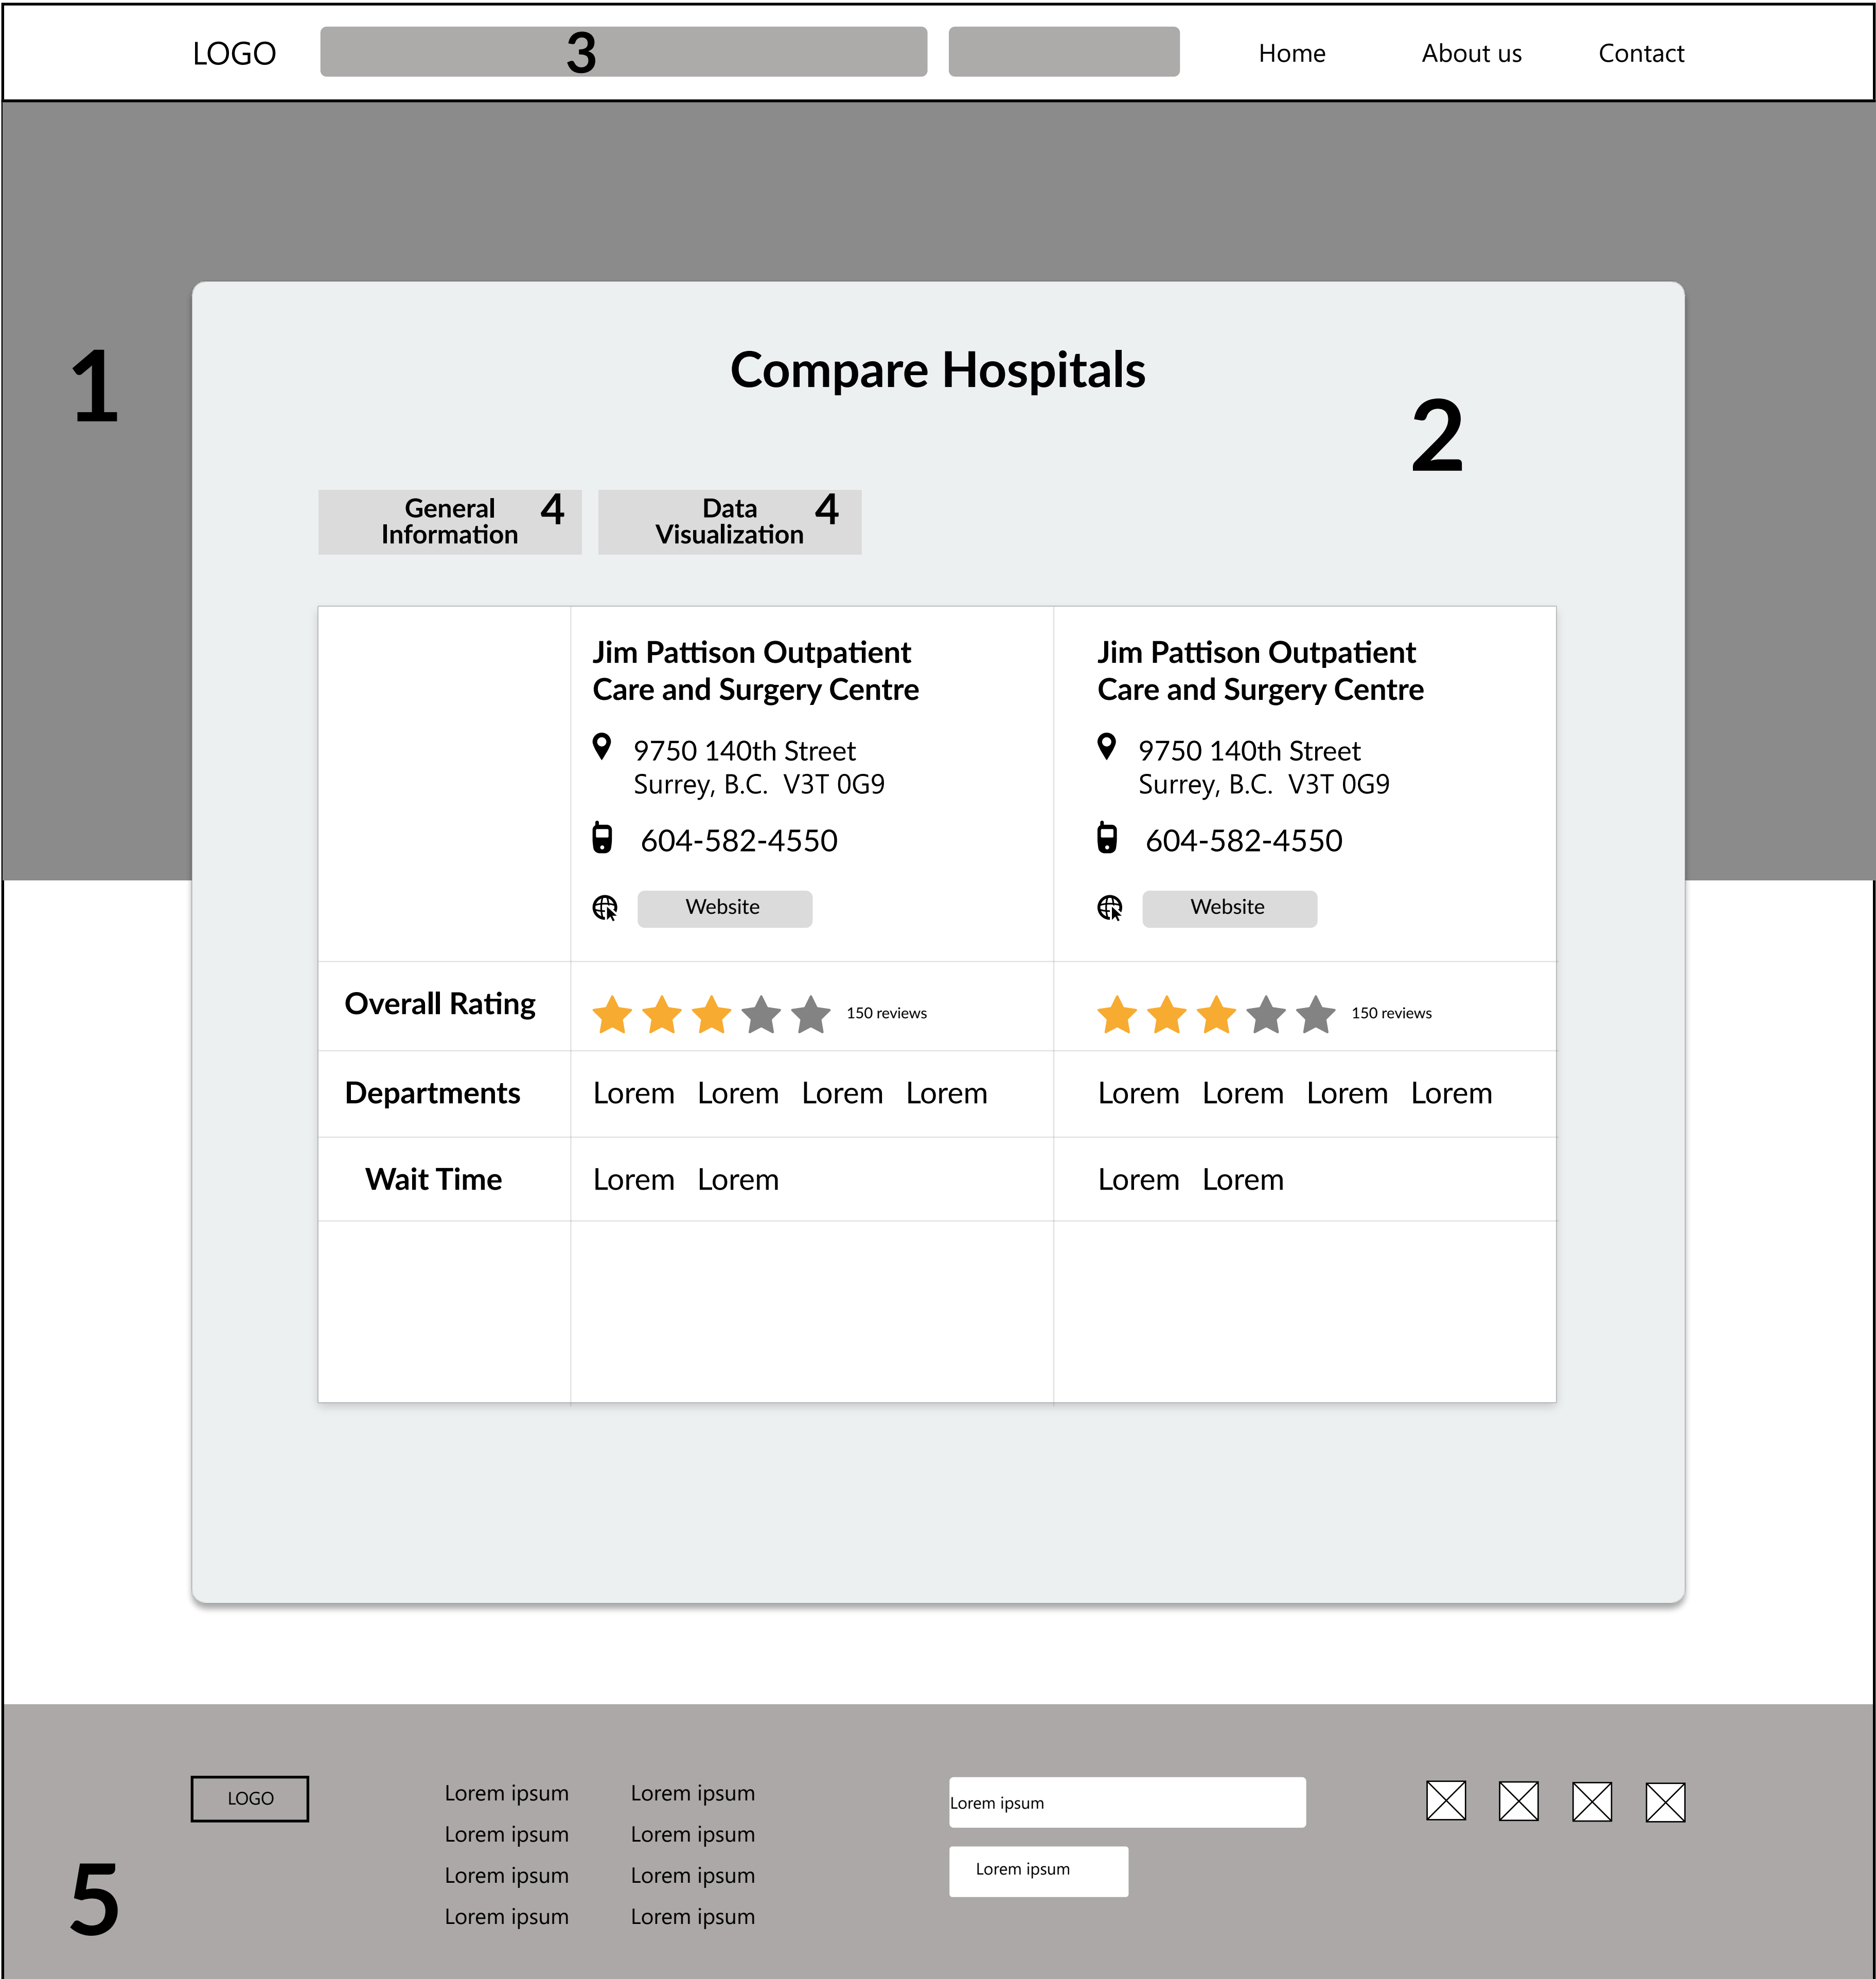 LOGO
3
Home
About us
Contact
1
Compare Hospitals
2
General
Information
4
Data
Visualization
4
Jim Pattison Outpatient
Care and Surgery Centre
9750 140th Street
Surrey, B.C.  V3T 0G9
604-582-4550
Website
Jim Pattison Outpatient
Care and Surgery Centre
9750 140th Street
Surrey, B.C.  V3T 0G9
604-582-4550
Website
Overall Rating
150 reviews
150 reviews
Departments
Lorem Lorem Lorem Lorem
Lorem Lorem Lorem Lorem
Wait Time
Lorem Lorem
Lorem Lorem
5
LOGO
Lorem ipsum
Lorem ipsum
Lorem ipsum
Lorem ipsum
Lorem ipsum
Lorem ipsum
Lorem ipsum
Lorem ipsum
Lorem ipsum
Lorem ipsum